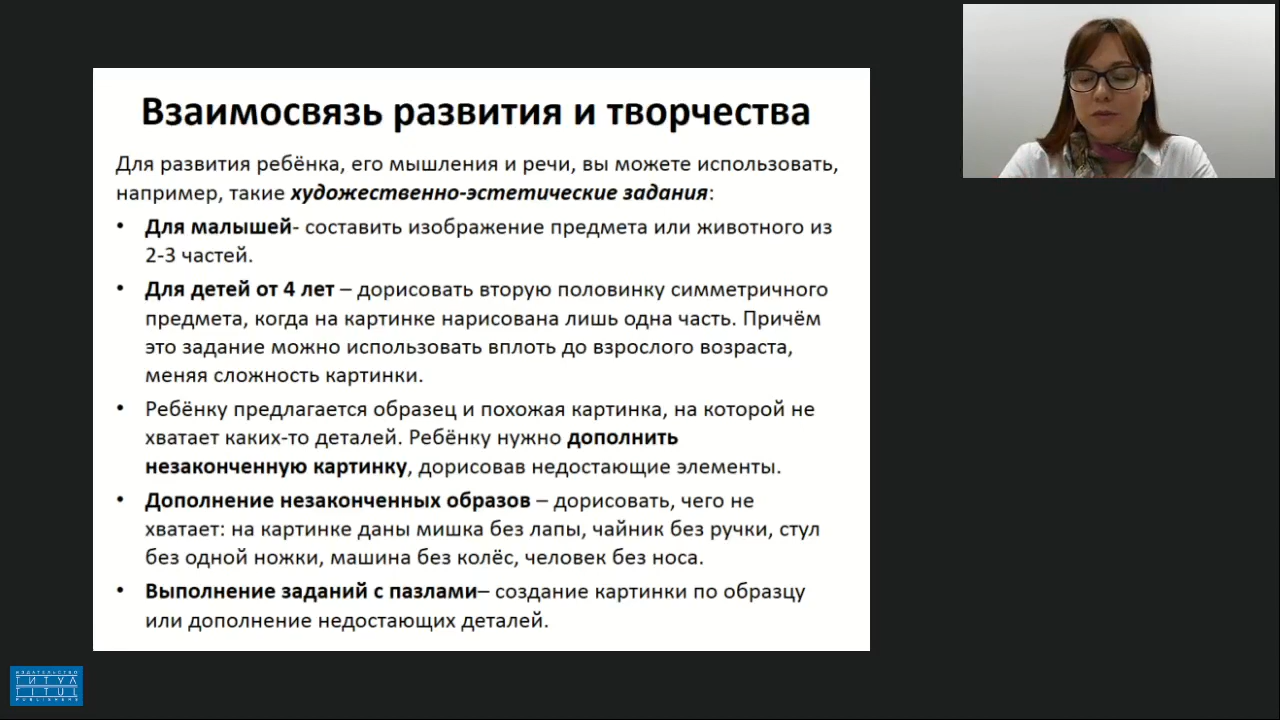 Взаимосвязь развития и творчества
Для развития ребёнка, его мышления и речи, вы можете использовать,
например, такие художественно-эстетические задания:
• Для малышей- составить изображение предмета или животного из
2-3 частей.
• Для детей от 4 лет – дорисовать вторую половинку симметричного
предмета, когда на картинке нарисована лишь одна часть. Причём
это задание можно использовать вплоть до взрослого возраста,
меняя сложность картинки.
• Ребёнку предлагается образец и похожая картинка, на которой не
хватает каких-то деталей. Ребёнку нужно дополнить
незаконченную картинку, дорисовав недостающие элементы.
• Дополнение незаконченных образов – дорисовать, чего не
хватает: на картинке даны мишка без лапы, чайник без ручки, стул
без одной ножки, машина без колёс, человек без носа.
• Выполнение заданий с пазлами– создание картинки по образцу
или дополнение недостающих деталей.
ИЗДАТЕЛЬСТВО
ТИТУЛ
TITUL
PUBLISHERS